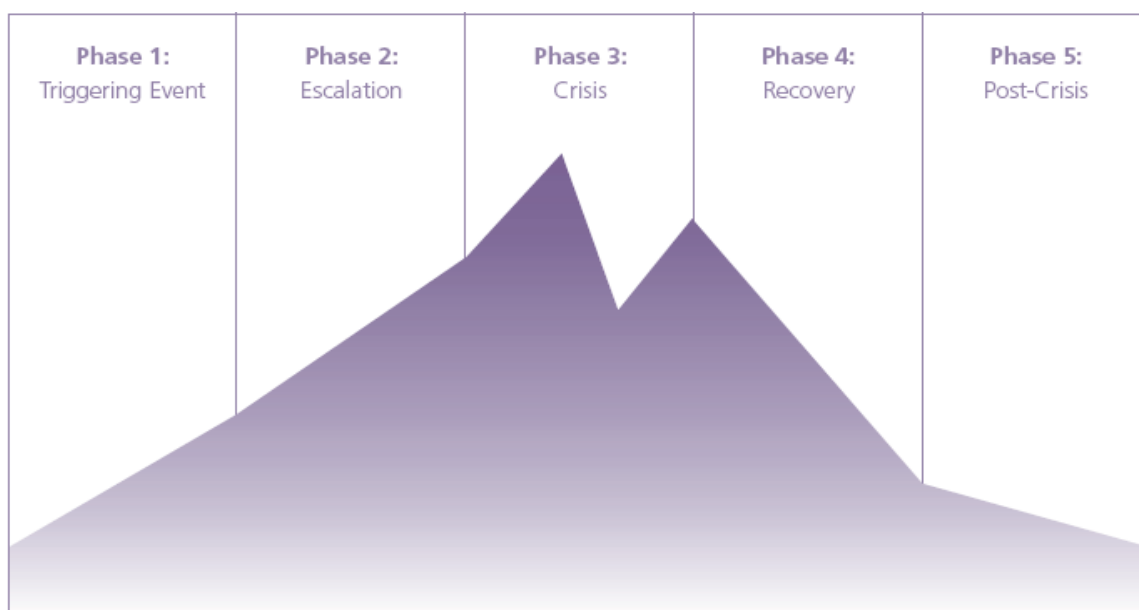 Phase 1:
Triggering Event
Phase 2:
Escalation
Phase 3:
Crisis
Phase 4:
Recovery
Phase 5:
Post-Crisis